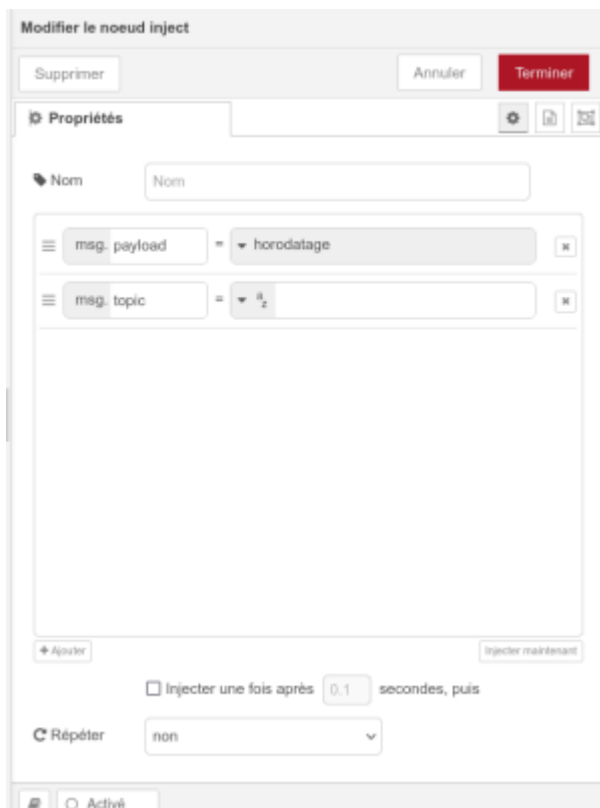 Modifier le noeud inject
Supprimer Annuler Terminer
Propriétés
Nom Nom
msg. payload = horodatage
msg. topic = a z
Ajouter Injecter maintenant
Injecter une fois après 0.1 secondes, puis
Répéter non
Activé